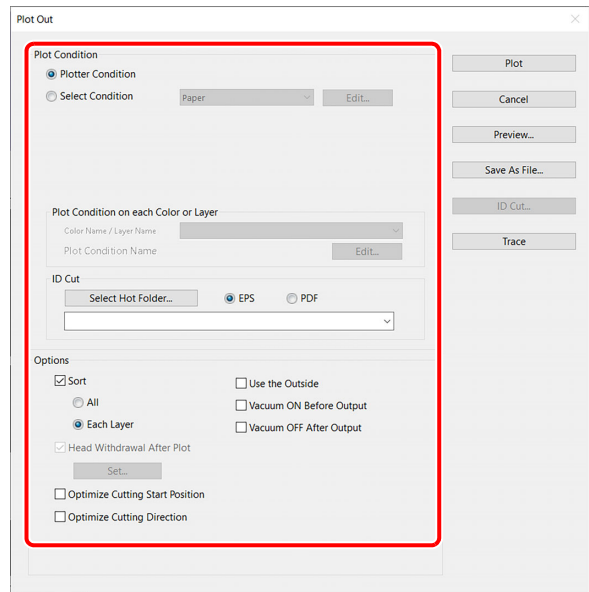 Plot Out
Plot Condition
Plotter Condition
Select Condition Paper Edit...
Plot Condition on each Color or Layer
Color Name / Layer Name
Plot Condition Name Edit...
ID Cut
Select Hot Folder... EPS PDF
Options
Sort
All
Each Layer
Head Withdrawal After Plot
Set...
Optimize Cutting Start Position
Optimize Cutting Direction
Use the Outside
Vacuum ON Before Output
Vacuum OFF After Output
Plot
Cancel
Preview...
Save As File...
ID Cut...
Trace